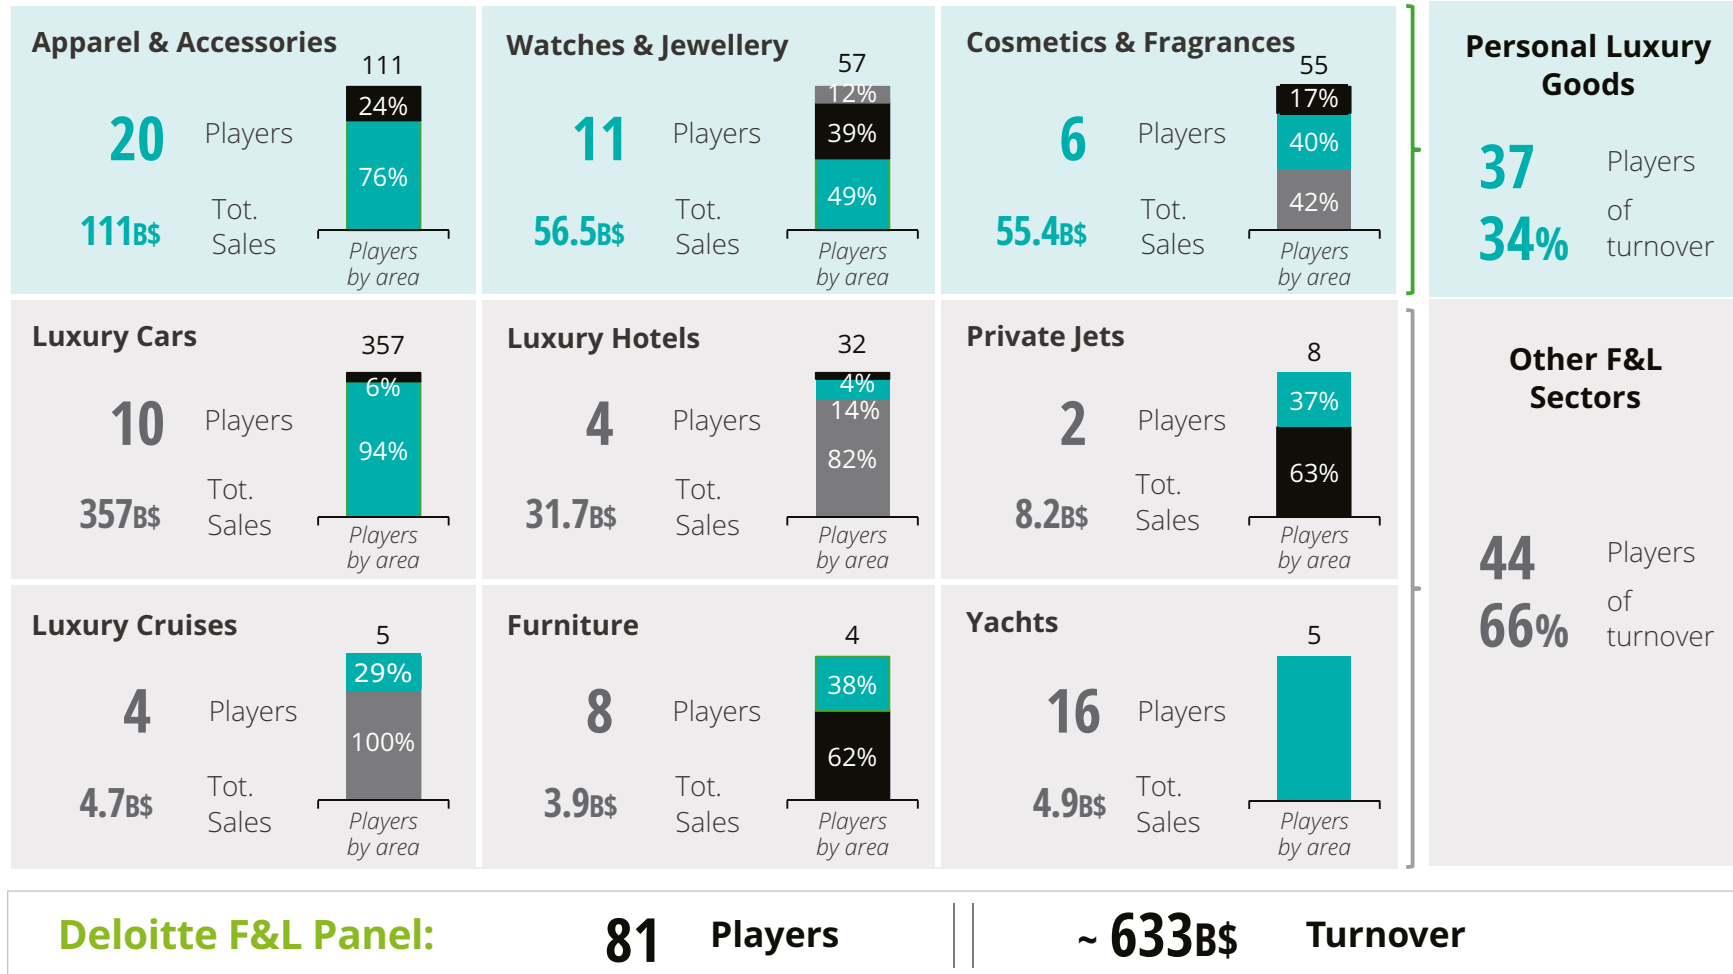 Apparel & Accessories
111
24%
76%
20 Players
111B$ Tot. Sales
Players
by area
Watches & Jewellery
57
12%
39%
49%
11 Players
56.5B$ Tot. Sales
Players
by area
Cosmetics & Fragrances
55
17%
40%
42%
6 Players
55.4B$ Tot. Sales
Players
by area
Personal Luxury
Goods
37 Players
34% of turnover
Luxury Cars
357
6%
94%
10 Players
357B$ Tot. Sales
Players
by area
Luxury Hotels
32
4%
14%
82%
4 Players
31.7B$ Tot. Sales
Players
by area
Private Jets
8
37%
63%
2 Players
8.2B$ Tot. Sales
Players
by area
Other F&L
Sectors
44 Players
66% of turnover
Luxury Cruises
5
29%
100%
4 Players
4.7B$ Tot. Sales
Players
by area
Furniture
4
38%
62%
8 Players
3.9B$ Tot. Sales
Players
by area
Yachts
5
16 Players
4.9B$ Tot. Sales
Players
by area
Deloitte F&L Panel: 81 Players ~ 633B$ Turnover